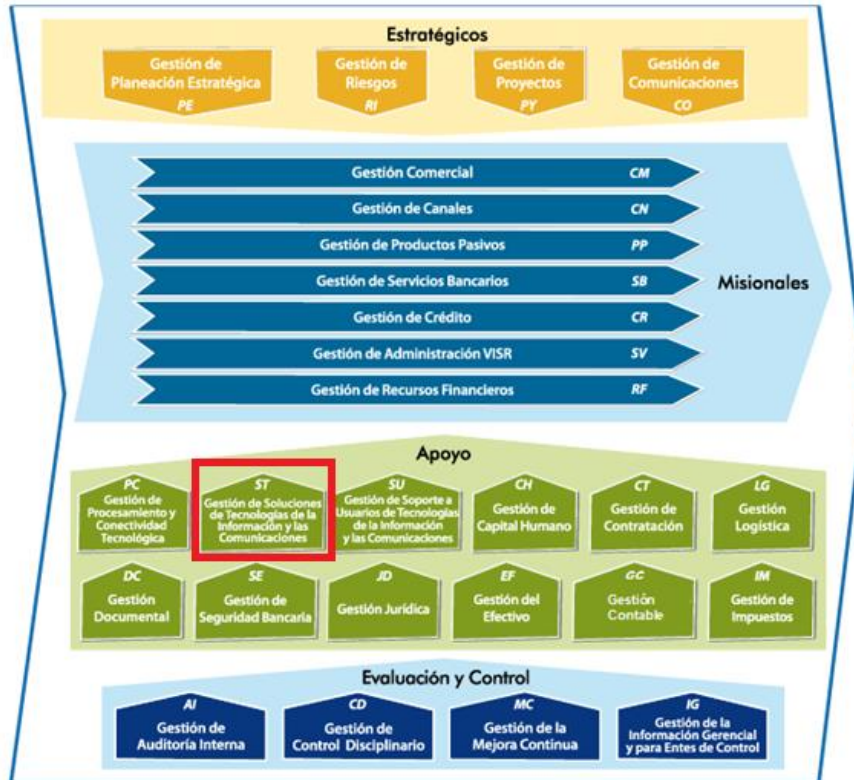 Estratégicos
Gestión de
Planeación Estratégica
PE
Gestión de
Riesgos
RI
Gestión de
Proyectos
PY
Gestión de
Comunicaciones
CO
Gestión Comercial CM
Gestión de Canales CN
Gestión de Productos Pasivos PP
Gestión de Servicios Bancarios SB
Gestión de Crédito CR
Gestión de Administración VISR SV
Gestión de Recursos Financieros RF
Misionales
Apoyo
PC
Gestión de
Procesamiento y
Conectividad
Tecnológica
ST
Gestión de Soluciones
de Tecnologías de la
Información y las
Comunicaciones
SU
Gestión de Soporte a
Usuarios de Tecnologías
de la Información
y las Comunicaciones
CH
Gestión de
Capital Humano
CT
Gestión de
Contratación
LG
Gestión
Logística
DC
Gestión
Documental
SE
Gestión de
Seguridad Bancaria
JD
Gestión Jurídica
EF
Gestión del
Efectivo
GC
Gestión
Contable
IM
Gestión de
Impuestos
Evaluación y Control
AI
Gestión de
Auditoría Interna
CD
Gestión de
Control Disciplinario
MC
Gestión de la
Mejora Continua
IG
Gestión de la
Información Gerencial
y para Entes de Control